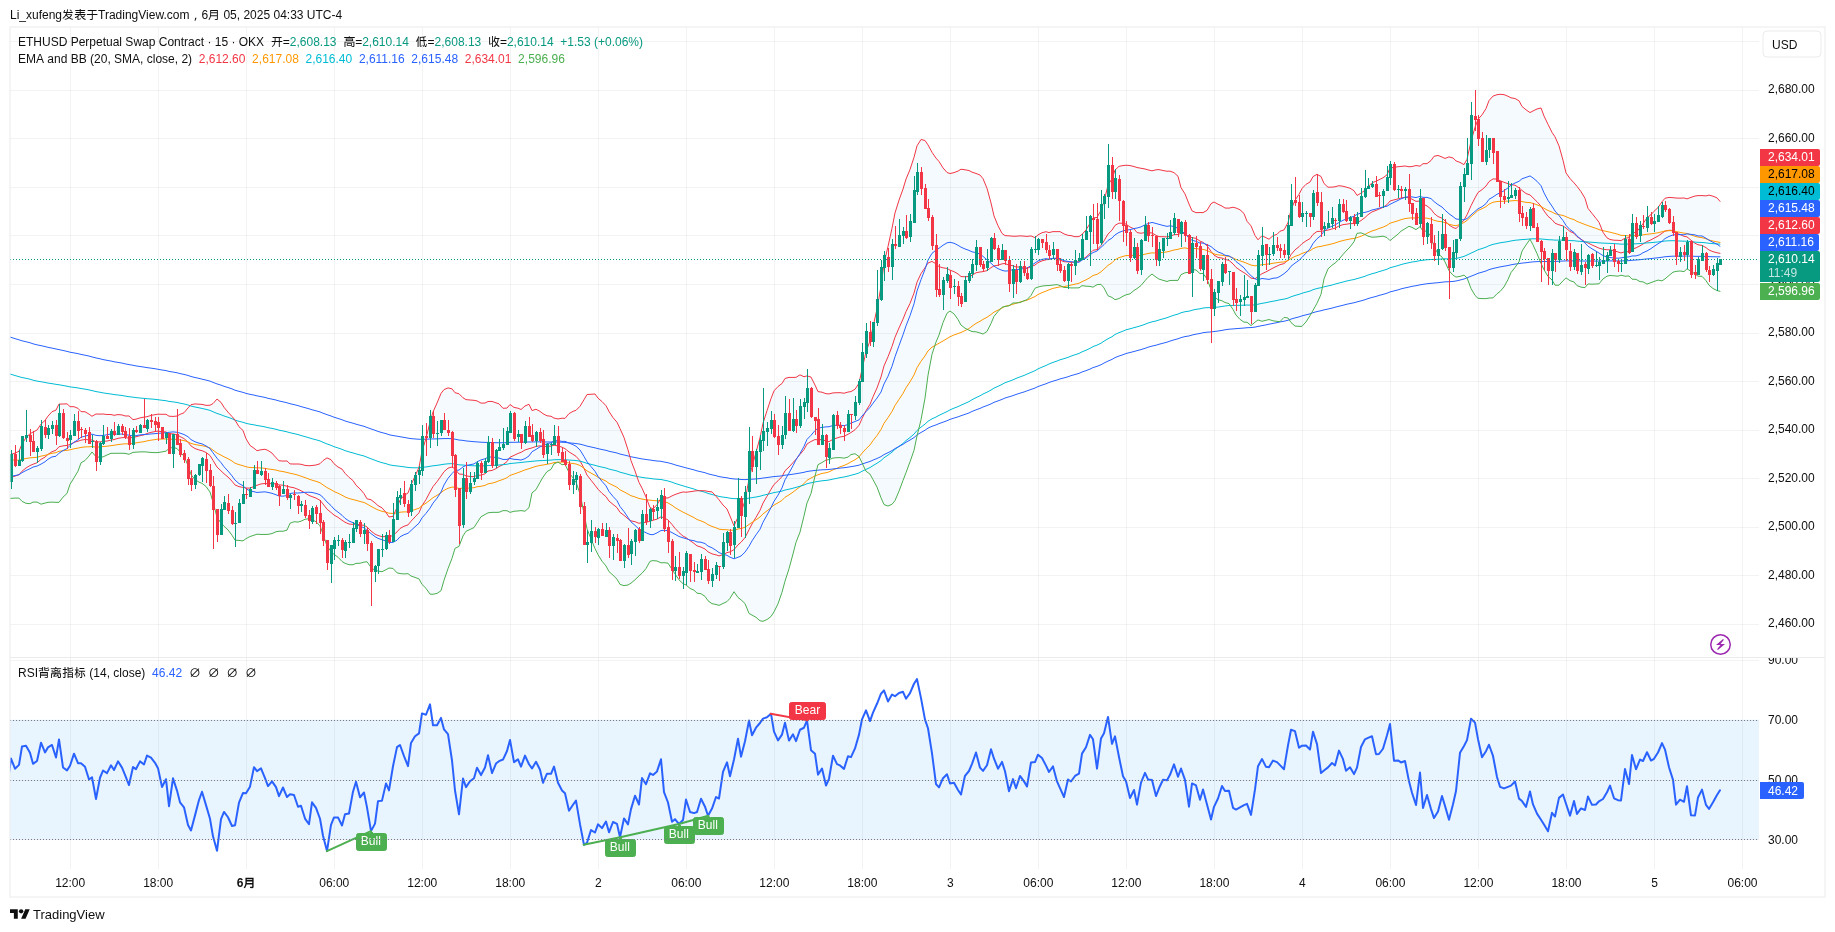 Li_xufeng发表于TradingView.com，6月 05, 2025 04:33 UTC-4
ETHUSD Perpetual Swap Contract · 15 · OKX 开=2,608.13 高=2,610.14 低=2,608.13 收=2,610.14 +1.53 (+0.06%)
EMA and BB (20, SMA, close, 2) 2,612.60 2,617.08 2,616.40 2,611.16 2,615.48 2,634.01 2,596.96
USD
2,680.00
2,660.00
2,634.01
2,617.08
2,616.40
2,615.48
2,612.60
2,611.16
2,610.14
11:49
2,596.96
2,580.00
2,560.00
2,540.00
2,520.00
2,500.00
2,480.00
2,460.00
RSI背离指标 (14, close) 46.42 ∅ ∅ ∅ ∅
90.00
Bear
70.00
50.00
46.42
Bull
Bull
Bull
Bull
30.00
12:00 18:00 6月 06:00 12:00 18:00 2 06:00 12:00 18:00 3 06:00 12:00 18:00 4 06:00 12:00 18:00 5 06:00
TradingView